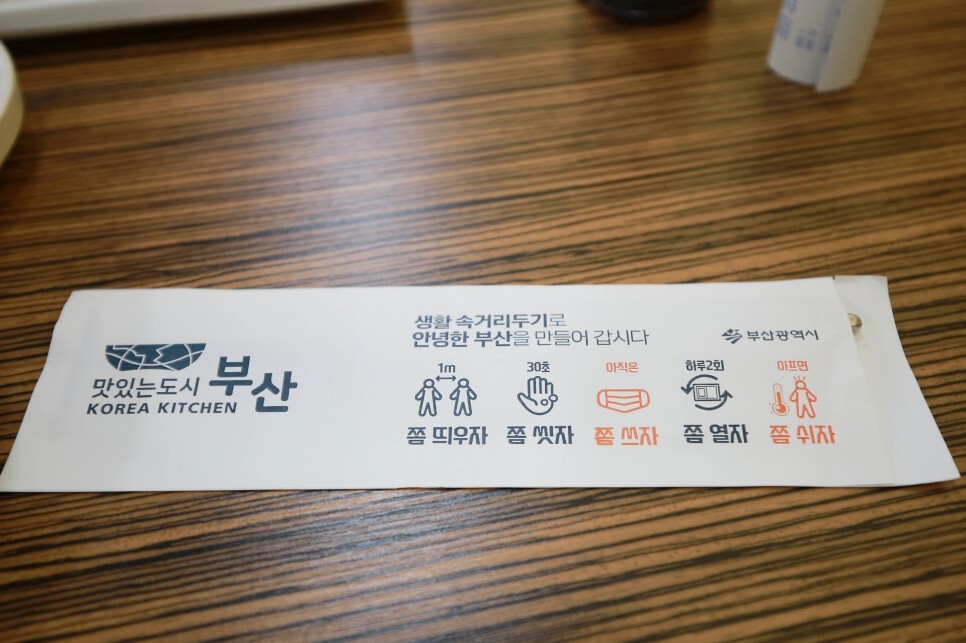 맛있는도시 부산
KOREA KITCHEN
생활 속거리두기로
안녕한 부산을 만들어 갑시다
부산광역시
1m
쫌 띄우자
30초
쫌 씻자
아직은
쫌 쓰자
하루2회
쫌 열자
아프면
쫌 쉬자